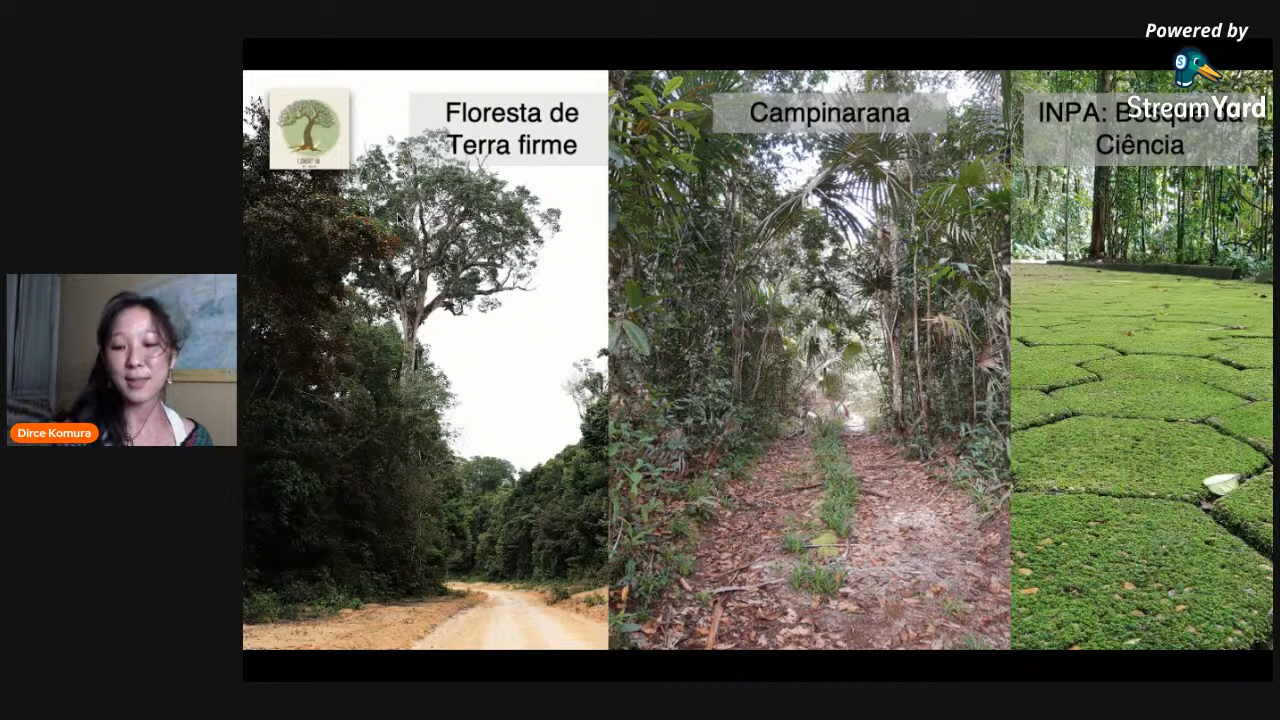 Powered by
StreamYard
Floresta de
Terra firme
Campinarana
INPA:
Ciência
Dirce Komura